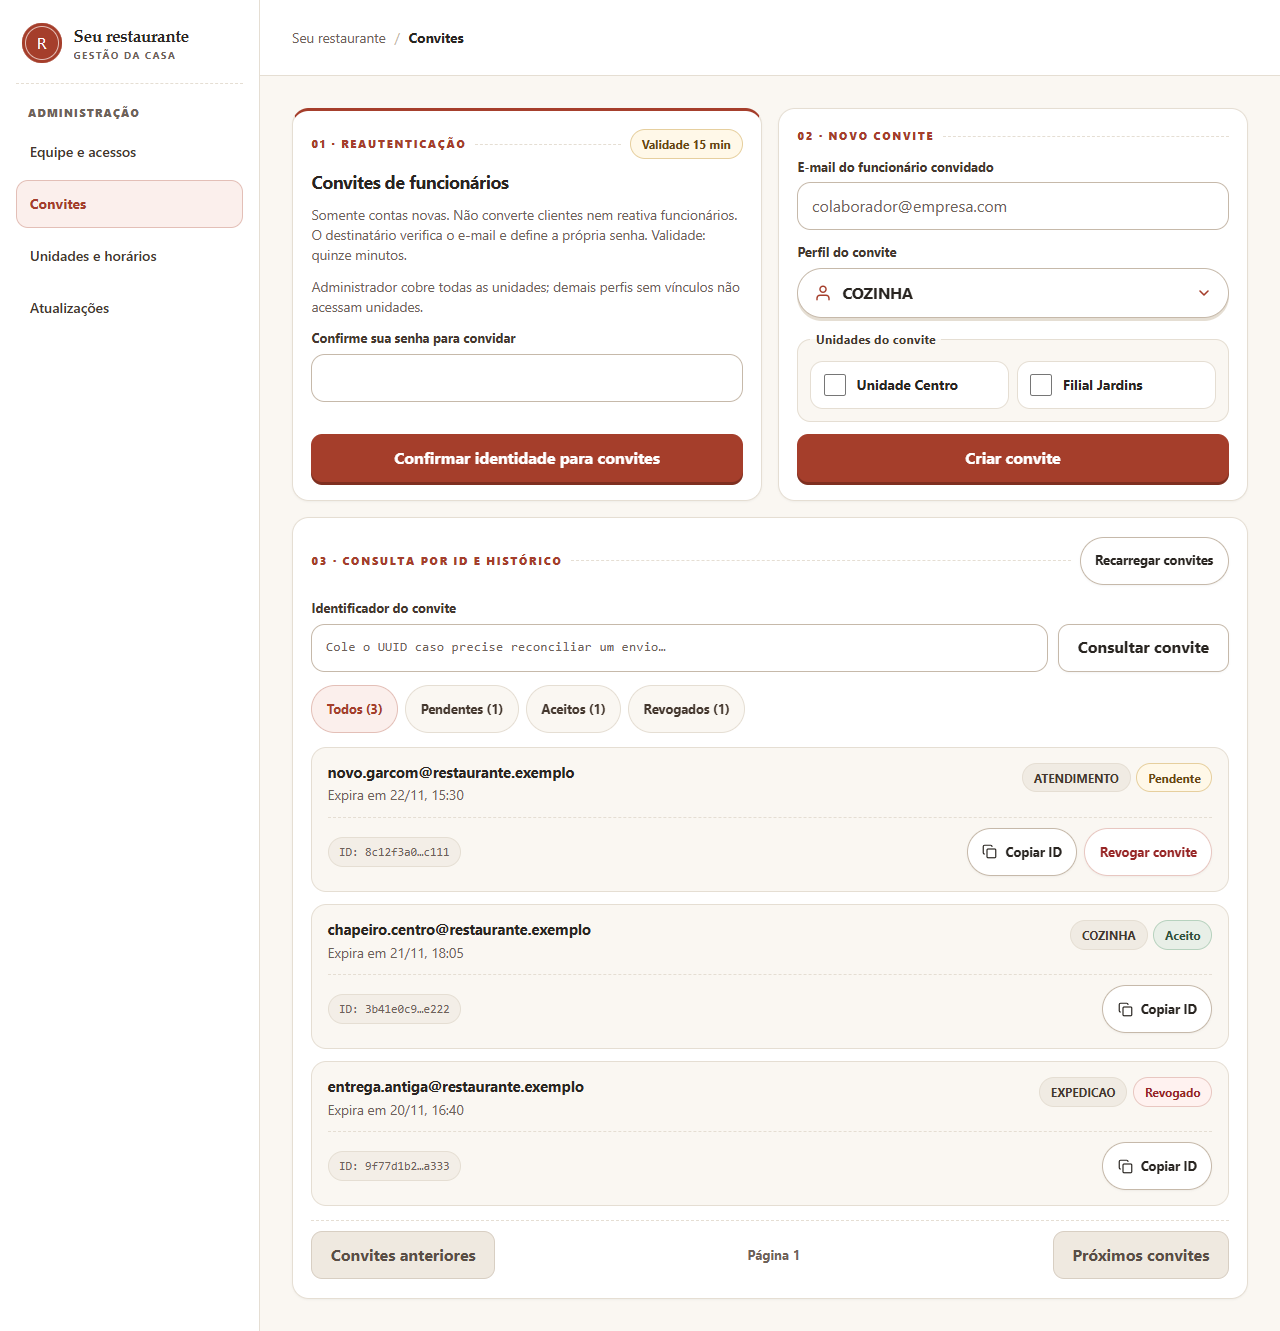 R
Seu restaurante
GESTÃO DA CASA
ADMINISTRAÇÃO
Equipe e acessos
Convites
Unidades e horários
Atualizações
Seu restaurante / Convites
01 · REAUTENTICAÇÃO
Validade 15 min
Convites de funcionários
Somente contas novas. Não converte clientes nem reativa funcionários.
O destinatário verifica o e-mail e define a própria senha. Validade:
quinze minutos.
Administrador cobre todas as unidades; demais perfis sem vínculos não
acessam unidades.
Confirme sua senha para convidar
Confirmar identidade para convites
02 · NOVO CONVITE
E-mail do funcionário convidado
colaborador@empresa.com
Perfil do convite
COZINHA
Unidades do convite
Unidade Centro
Filial Jardins
Criar convite
03 · CONSULTA POR ID E HISTÓRICO
Recarregar convites
Identificador do convite
Cole o UUID caso precise reconciliar um envio…
Consultar convite
Todos (3)
Pendentes (1)
Aceitos (1)
Revogados (1)
novo.garcom@restaurante.exemplo
ATENDIMENTO
Pendente
Expira em 22/11, 15:30
ID: 8c12f3a0…c111
Copiar ID
Revogar convite
chapeiro.centro@restaurante.exemplo
COZINHA
Aceito
Expira em 21/11, 18:05
ID: 3b41e0c9…e222
Copiar ID
entrega.antiga@restaurante.exemplo
EXPEDICAO
Revogado
Expira em 20/11, 16:40
ID: 9f77d1b2…a333
Copiar ID
Convites anteriores
Página 1
Próximos convites